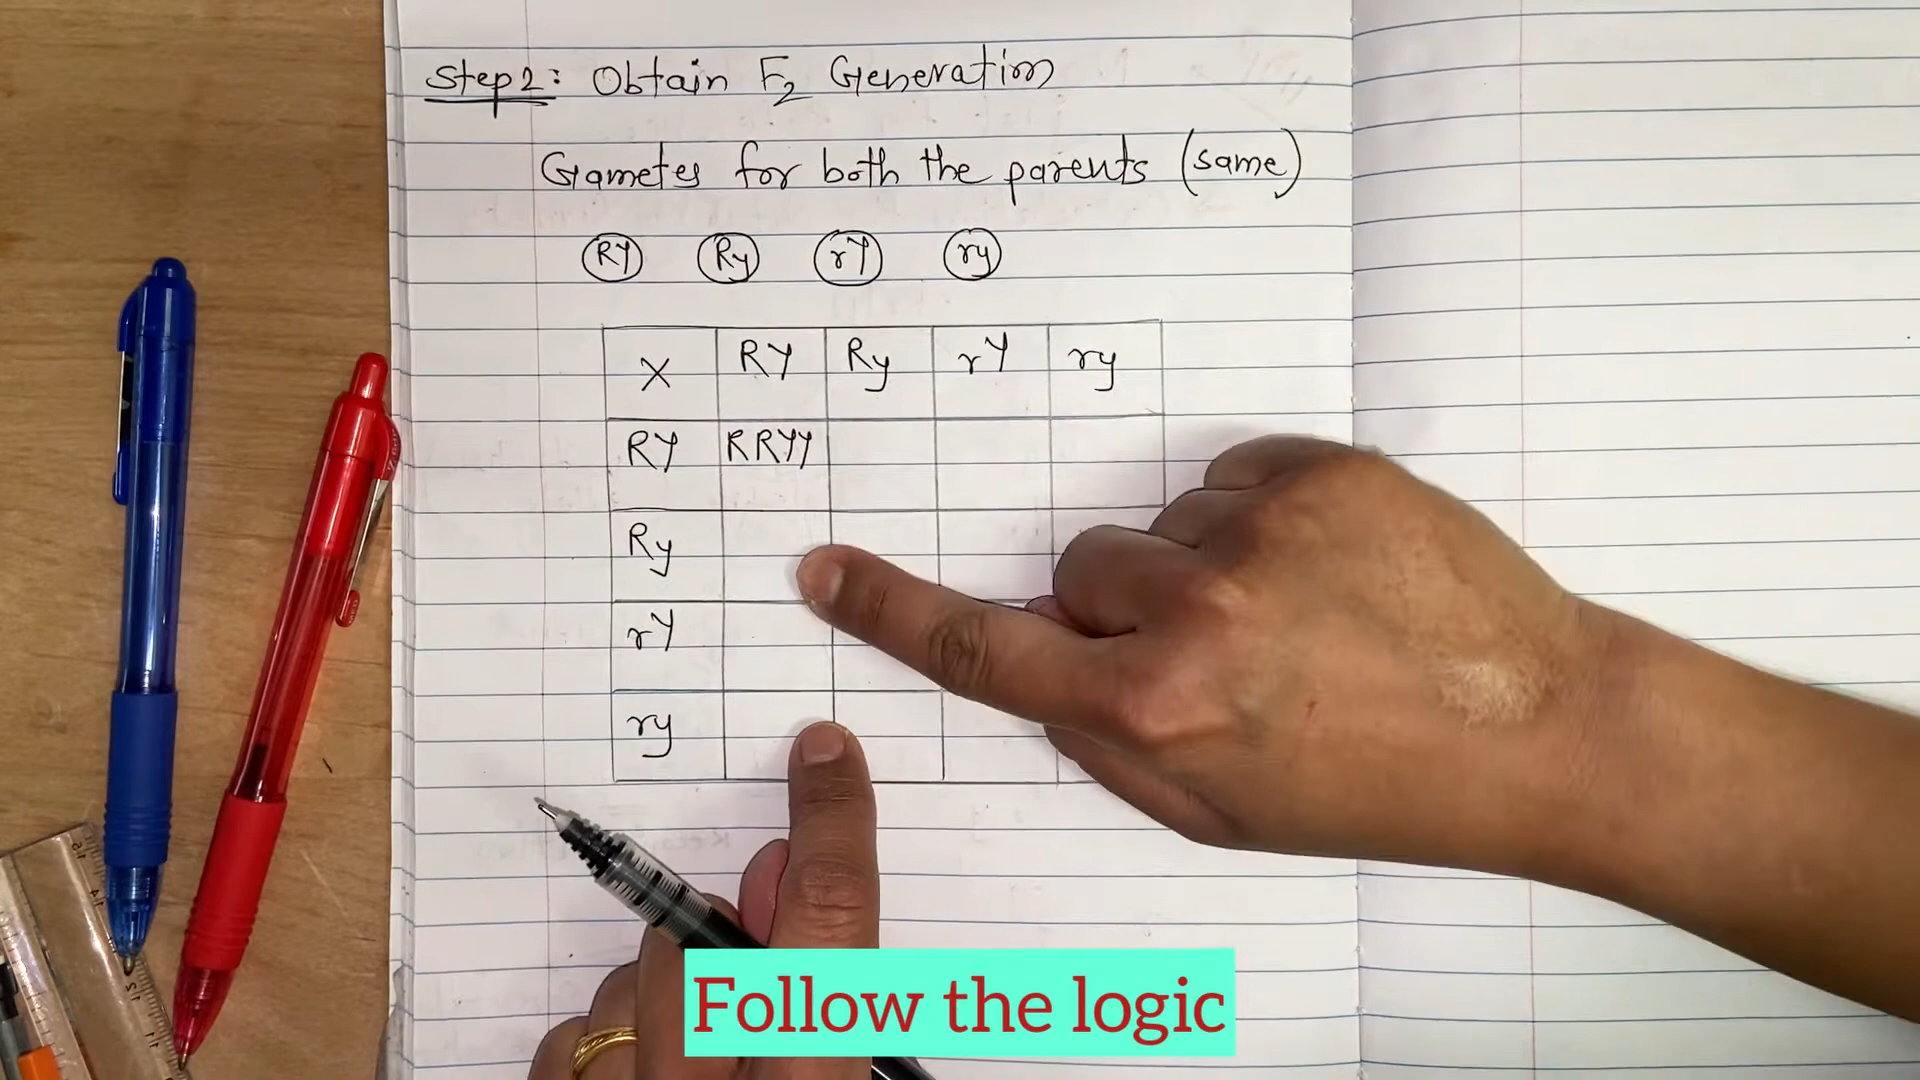 Step 2: Obtain F₂ Generation
Gametes for both the parents (same)
RY Ry rY ry
X RY Ry rY ry
RY RRYY
Ry
rY
ry
Follow the logic